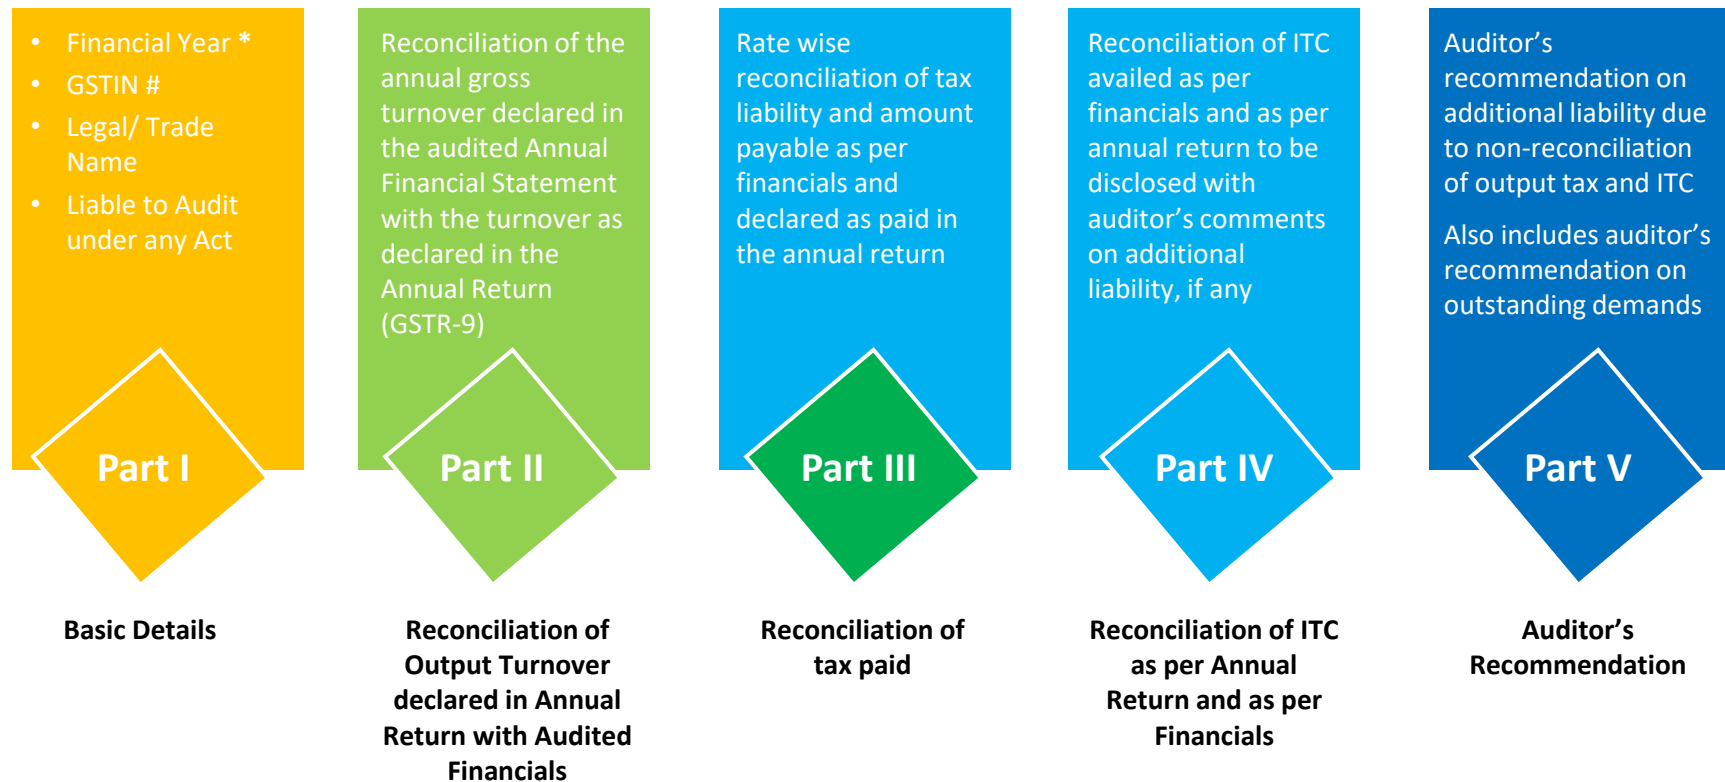 • Financial Year *
• GSTIN #
• Legal/ Trade
Name
• Liable to Audit
under any Act
Part I
Basic Details
Reconciliation of the
annual gross
turnover declared in
the audited Annual
Financial Statement
with the turnover as
declared in the
Annual Return
(GSTR-9)
Part II
Reconciliation of
Output Turnover
declared in Annual
Return with Audited
Financials
Rate wise
reconciliation of tax
liability and amount
payable as per
financials and
declared as paid in
the annual return
Part III
Reconciliation of
tax paid
Reconciliation of ITC
availed as per
financials and as per
annual return to be
disclosed with
auditor’s comments
on additional
liability, if any
Part IV
Reconciliation of ITC
as per Annual
Return and as per
Financials
Auditor’s
recommendation on
additional liability due
to non-reconciliation
of output tax and ITC
Also includes auditor’s
recommendation on
outstanding demands
Part V
Auditor’s
Recommendation